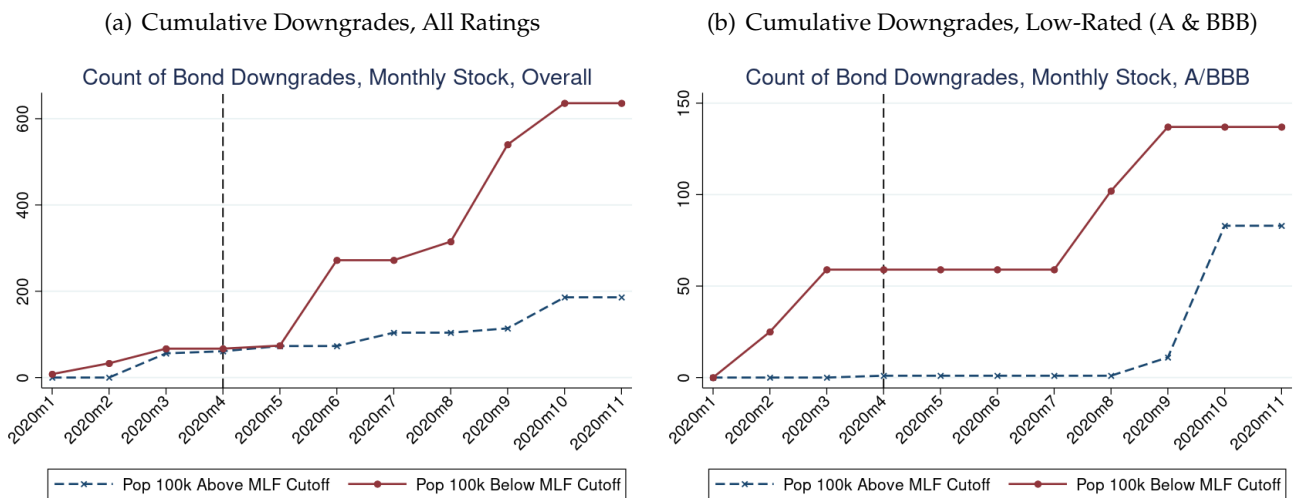 (a) Cumulative Downgrades, All Ratings
Count of Bond Downgrades, Monthly Stock, Overall
600
400
200
0
2020m1 2020m2 2020m3 2020m4 2020m5 2020m6 2020m7 2020m8 2020m9 2020m10 2020m11
Pop 100k Above MLF Cutoff Pop 100k Below MLF Cutoff
(b) Cumulative Downgrades, Low-Rated (A & BBB)
Count of Bond Downgrades, Monthly Stock, A/BBB
150
100
50
0
2020m1 2020m2 2020m3 2020m4 2020m5 2020m6 2020m7 2020m8 2020m9 2020m10 2020m11
Pop 100k Above MLF Cutoff Pop 100k Below MLF Cutoff